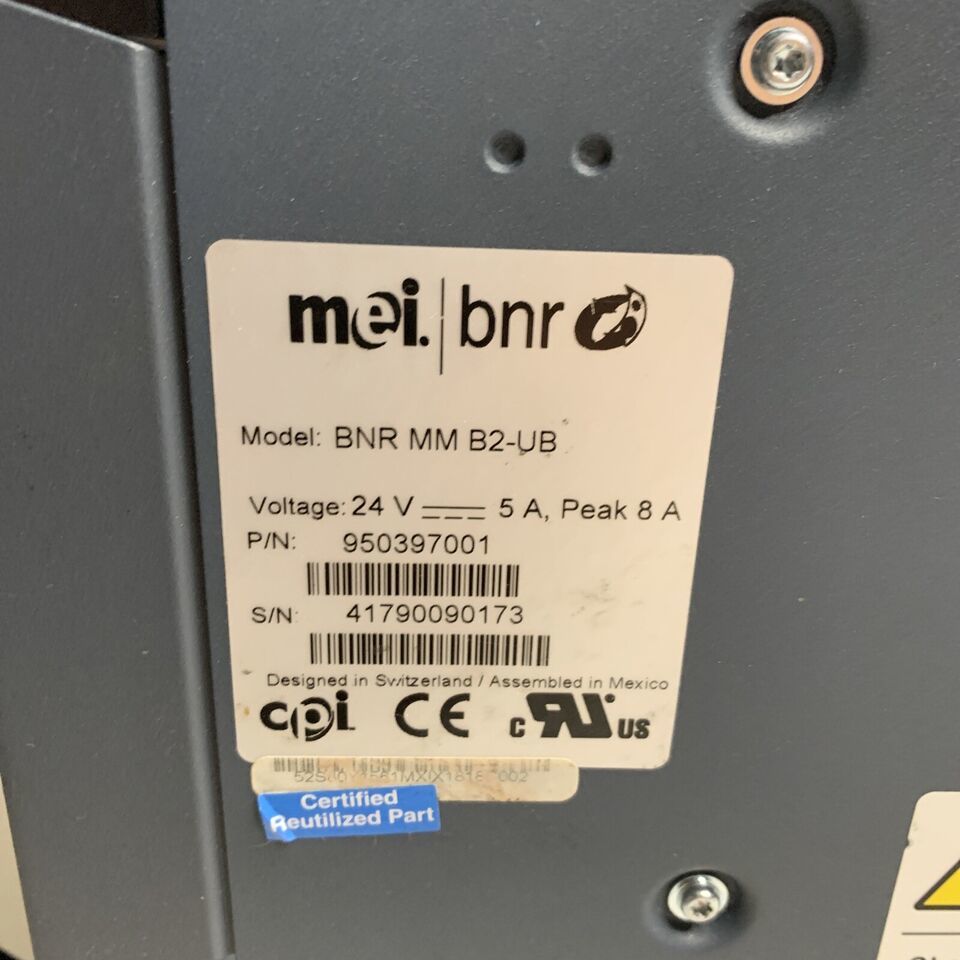 mei. bnr
Model: BNR MM B2-UB
Voltage: 24 V 5 A, Peak 8 A
P/N: 950397001
S/N: 41790090173
Designed in Switzerland / Assembled in Mexico
cpi CE c RU US
Certified
Reutilized Part